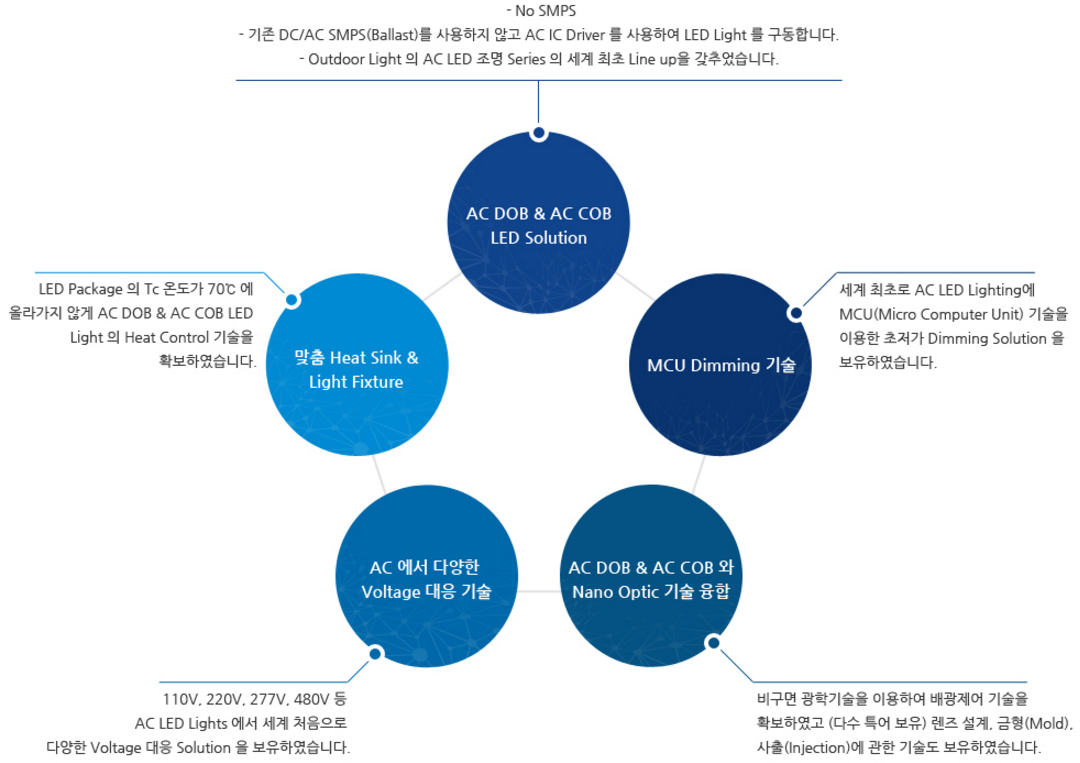 - No SMPS
- 기존 DC/AC SMPS(Ballast)를 사용하지 않고 AC IC Driver 를 사용하여 LED Light 를 구동합니다.
- Outdoor Light 의 AC LED 조명 Series 의 세계 최초 Line up을 갖추었습니다.
AC DOB & AC COB
LED Solution
LED Package 의 Tc 온도가 70℃ 에
올라가지 않게 AC DOB & AC COB LED
Light 의 Heat Control 기술을
확보하였습니다.
맞춤 Heat Sink &
Light Fixture
MCU Dimming 기술
세계 최초로 AC LED Lighting에
MCU(Micro Computer Unit) 기술을
이용한 초저가 Dimming Solution 을
보유하였습니다.
AC 에서 다양한
Voltage 대응 기술
AC DOB & AC COB 와
Nano Optic 기술 융합
110V, 220V, 277V, 480V 등
AC LED Lights 에서 세계 처음으로
다양한 Voltage 대응 Solution 을 보유하였습니다.
비구면 광학기술을 이용하여 배광제어 기술을
확보하였고 (다수 특어 보유) 렌즈 설계, 금형(Mold),
사출(Injection)에 관한 기술도 보유하였습니다.